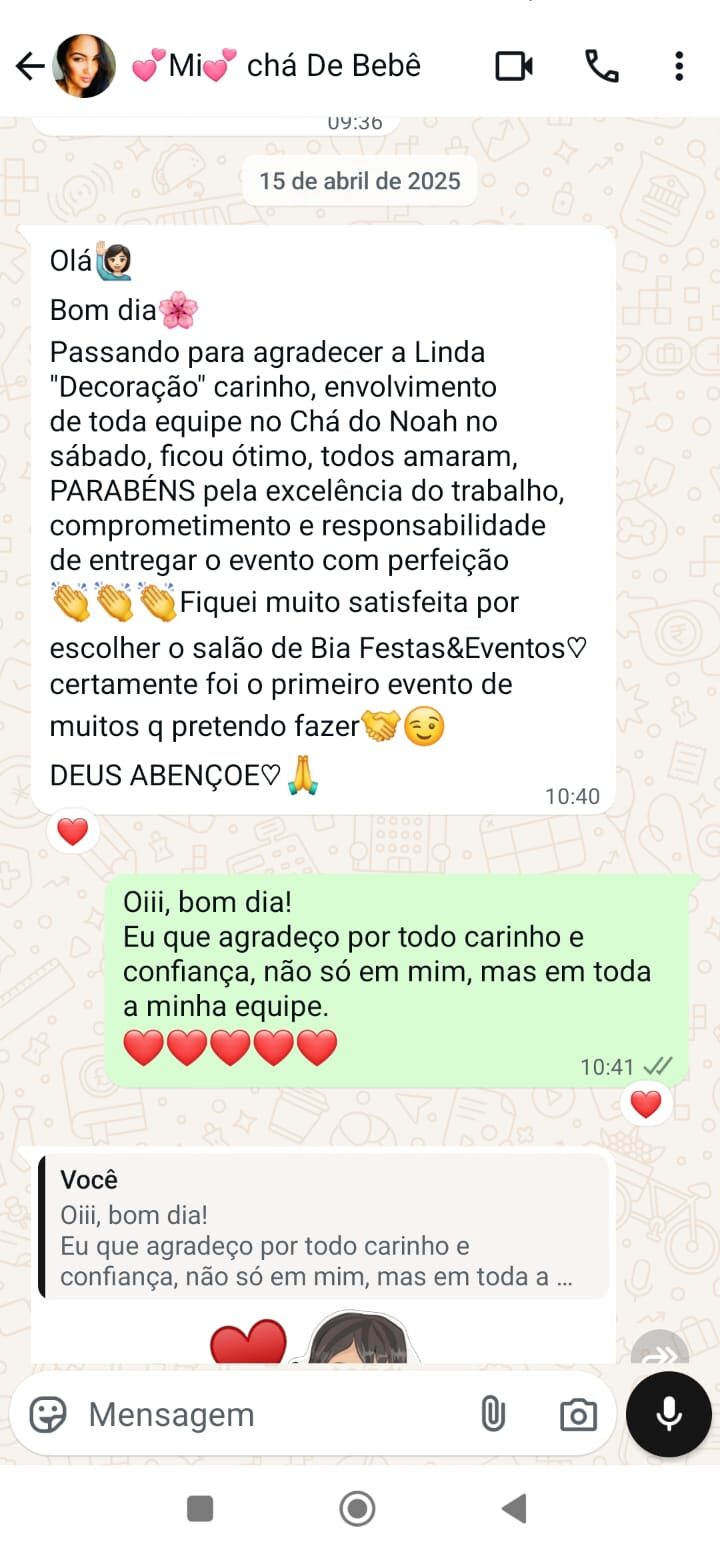 💕Mi💕 chá De Bebê
09:36
15 de abril de 2025
Olá🙋🏻‍♀️
Bom dia🌸
Passando para agradecer a Linda
"Decoração" carinho, envolvimento
de toda equipe no Chá do Noah no
sábado, ficou ótimo, todos amaram,
PARABÉNS pela excelência do trabalho,
comprometimento e responsabilidade
de entregar o evento com perfeição
👏👏👏Fiquei muito satisfeita por
escolher o salão de Bia Festas&Eventos♡
certamente foi o primeiro evento de
muitos q pretendo fazer🤝😉
DEUS ABENÇOE♡🙏
10:40
Oiii, bom dia!
Eu que agradeço por todo carinho e
confiança, não só em mim, mas em toda
a minha equipe.
❤️❤️❤️❤️❤️
10:41
Você
Oiii, bom dia!
Eu que agradeço por todo carinho e
confiança, não só em mim, mas em toda a ...
Mensagem